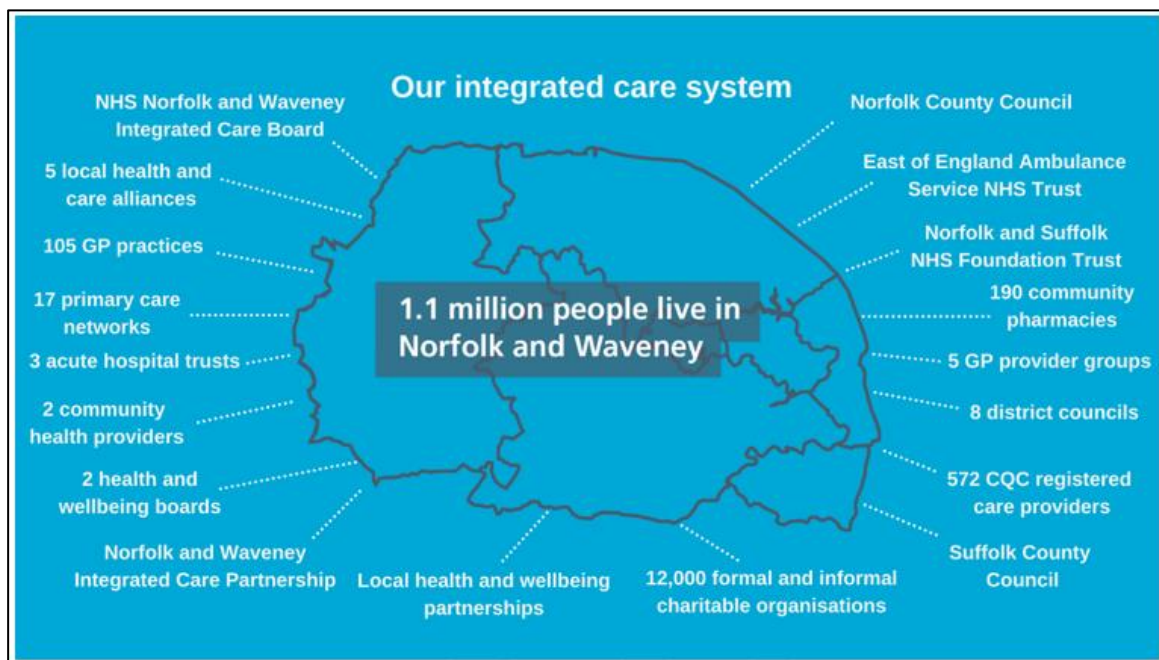 Our integrated care system
NHS Norfolk and Waveney
Integrated Care Board
5 local health and
care alliances
105 GP practices
17 primary care
networks
3 acute hospital trusts
2 community
health providers
2 health and
wellbeing boards
Norfolk and Waveney
Integrated Care Partnership
Local health and wellbeing
partnerships
12,000 formal and informal
charitable organisations
1.1 million people live in
Norfolk and Waveney
Norfolk County Council
East of England Ambulance
Service NHS Trust
Norfolk and Suffolk
NHS Foundation Trust
190 community
pharmacies
5 GP provider groups
8 district councils
572 CQC registered
care providers
Suffolk County
Council